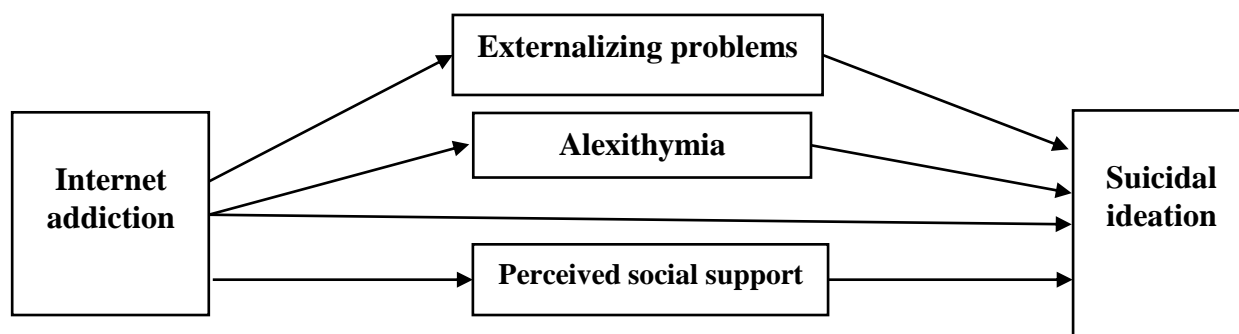 Externalizing problems
Alexithymia
Internet
addiction
Suicidal
ideation
Perceived social support